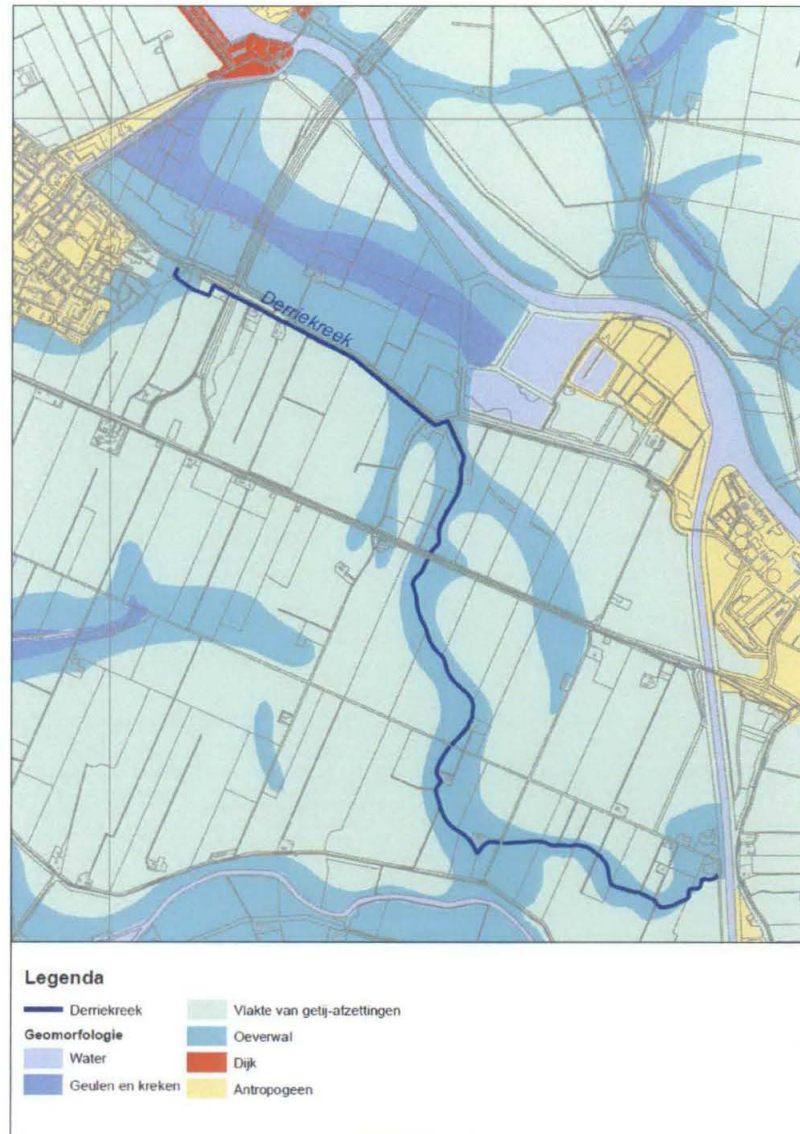 Derriekreek
Legenda
Derriekreek
Geomorfologie
Water
Geulen en kreken
Vlakte van getij-afzettingen
Oeverwal
Dijk
Antropogeen